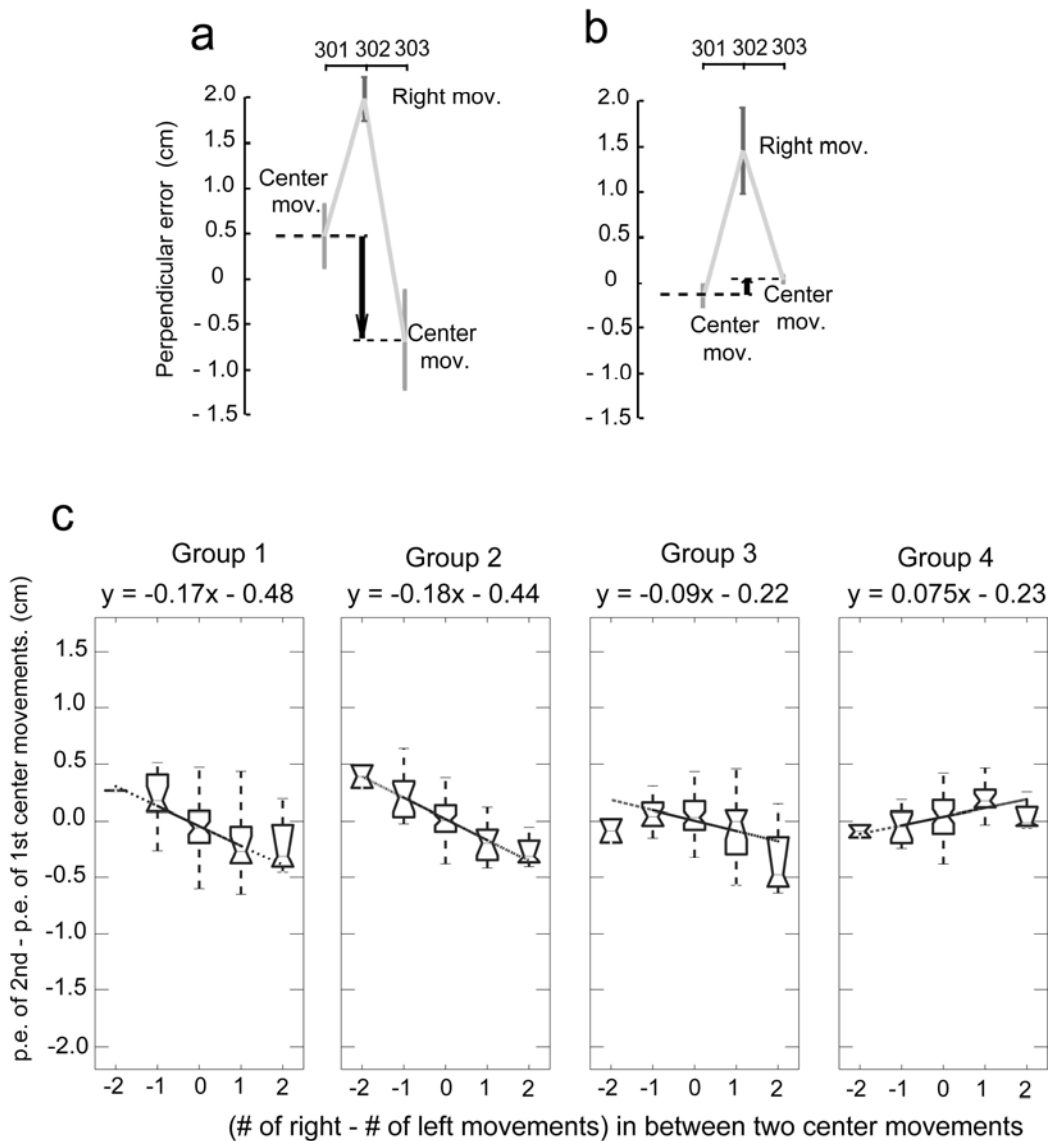 a
301 302 303
Perpendicular error (cm)
2.0
1.5
1.0
0.5
0
- 0.5
- 1.0
- 1.5
Right mov.
Center
mov.
Center
mov.
b
301 302 303
2.0
1.5
1.0
0.5
0
- 0.5
- 1.0
- 1.5
Right mov.
Center
mov.
Center
mov.
c
Group 1
y = -0.17x - 0.48
Group 2
y = -0.18x - 0.44
Group 3
y = -0.09x - 0.22
Group 4
y = 0.075x - 0.23
p.e. of 2nd - p.e. of 1st center movements. (cm)
1.5
1.0
0.5
0.0
-0.5
-1.0
-1.5
-2.0
-2 -1 0 1 2
-2 -1 0 1 2
-2 -1 0 1 2
-2 -1 0 1 2
(# of right - # of left movements) in between two center movements